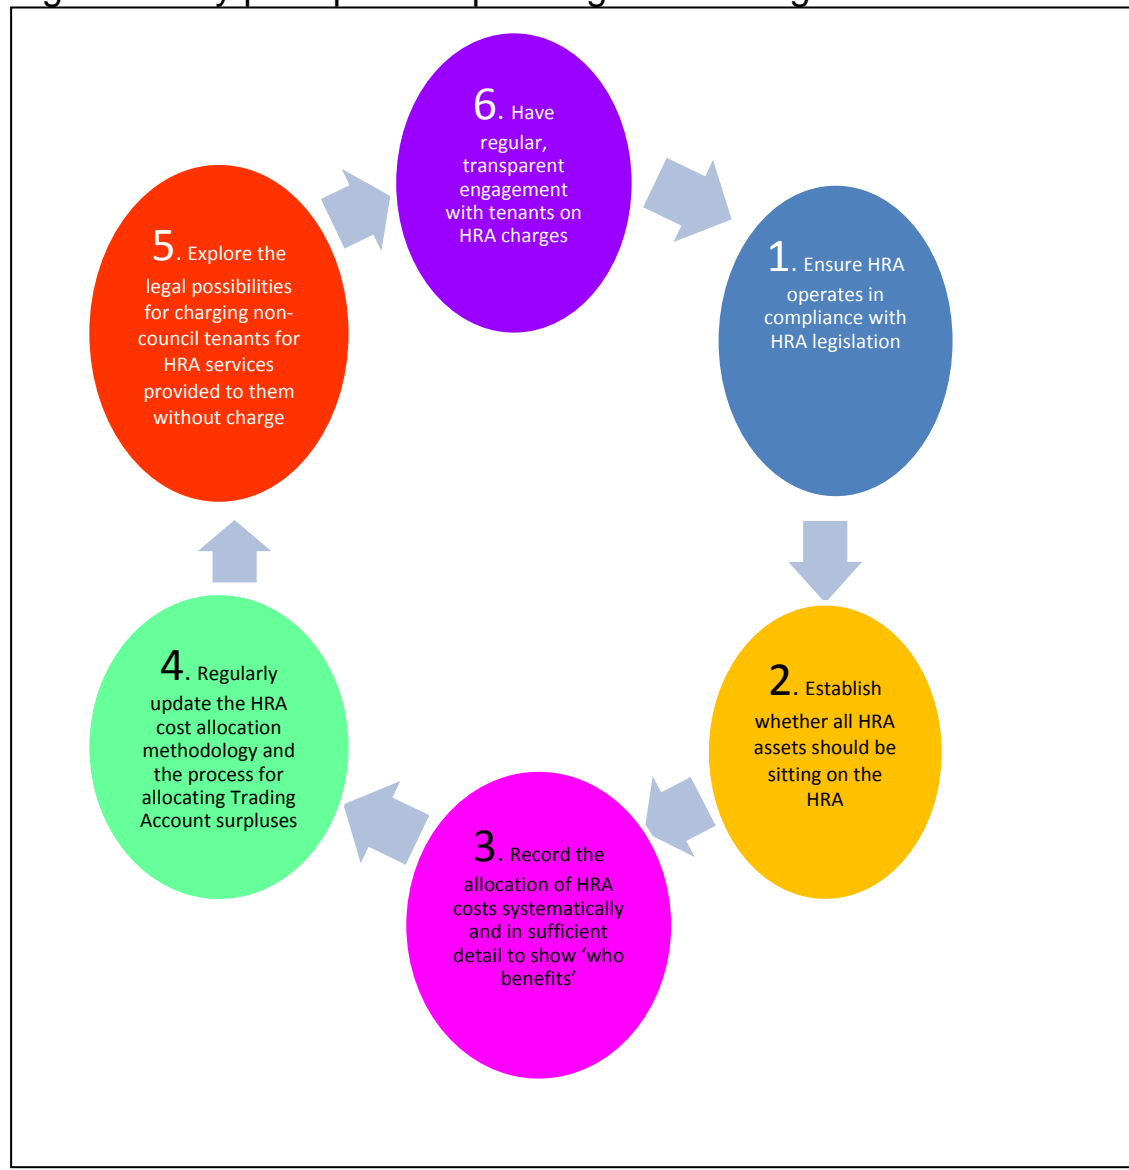 6. Have
regular,
transparent
engagement
with tenants on
HRA charges
1. Ensure HRA
operates in
compliance with
HRA legislation
2. Establish
whether all HRA
assets should be
sitting on the
HRA
3. Record the
allocation of HRA
costs systematically
and in sufficient
detail to show ‘who
benefits’
4. Regularly
update the HRA
cost allocation
methodology and
the process for
allocating Trading
Account surpluses
5. Explore the
legal possibilities
for charging non-
council tenants for
HRA services
provided to them
without charge